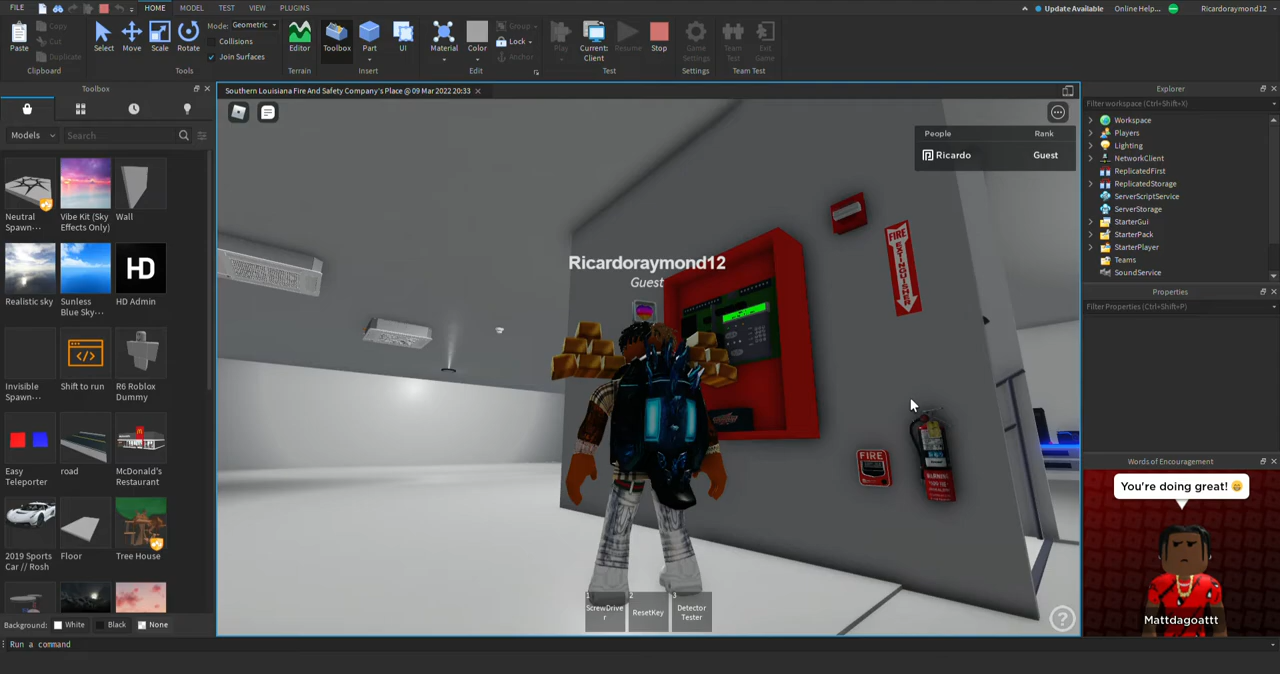 FILE
HOME
MODEL
TEST
VIEW
PLUGINS
Update Available
Online Help...
Ricardoraymond12
Paste
Copy
Cut
Duplicate
Clipboard
Select
Move
Scale
Rotate
Mode: Geometric
Collisions
Join Surfaces
Tools
Editor
Terrain
Toolbox
Part
UI
Insert
Material
Color
Group
Lock
Anchor
Edit
Play
Current:
Client
Resume
Stop
Test
Game
Settings
Settings
Team
Test
Exit
Game
Team Test
Toolbox
Models
Search...
Neutral
Spawn···
Vibe Kit (Sky
Effects Only)
Wall
Realistic sky
Sunless
Blue Sky···
HD
HD Admin
Invisible
Spawn···
Shift to run
R6 Roblox
Dummy
Easy
Teleporter
road
McDonald's
Restaurant
2019 Sports
Car // Rosh
Floor
Tree House
Background:
White
Black
None
Run a command
Southern Louisiana Fire And Safety Company's Place @ 09 Mar 2022 20:33
People
Rank
Ricardo
Guest
Ricardoraymond12
Guest
FIRE
EXTINGUISHER
FIRE
1
ScrewDrive
r
2
ResetKey
3
Detector
Tester
?
Explorer
Filter workspace (Ctrl+Shift+X)
Workspace
Players
Lighting
NetworkClient
ReplicatedFirst
ReplicatedStorage
ServerScriptService
ServerStorage
StarterGui
StarterPack
StarterPlayer
Teams
SoundService
Properties
Filter Properties (Ctrl+Shift+P)
Words of Encouragement
You're doing great!
Mattdagoattt